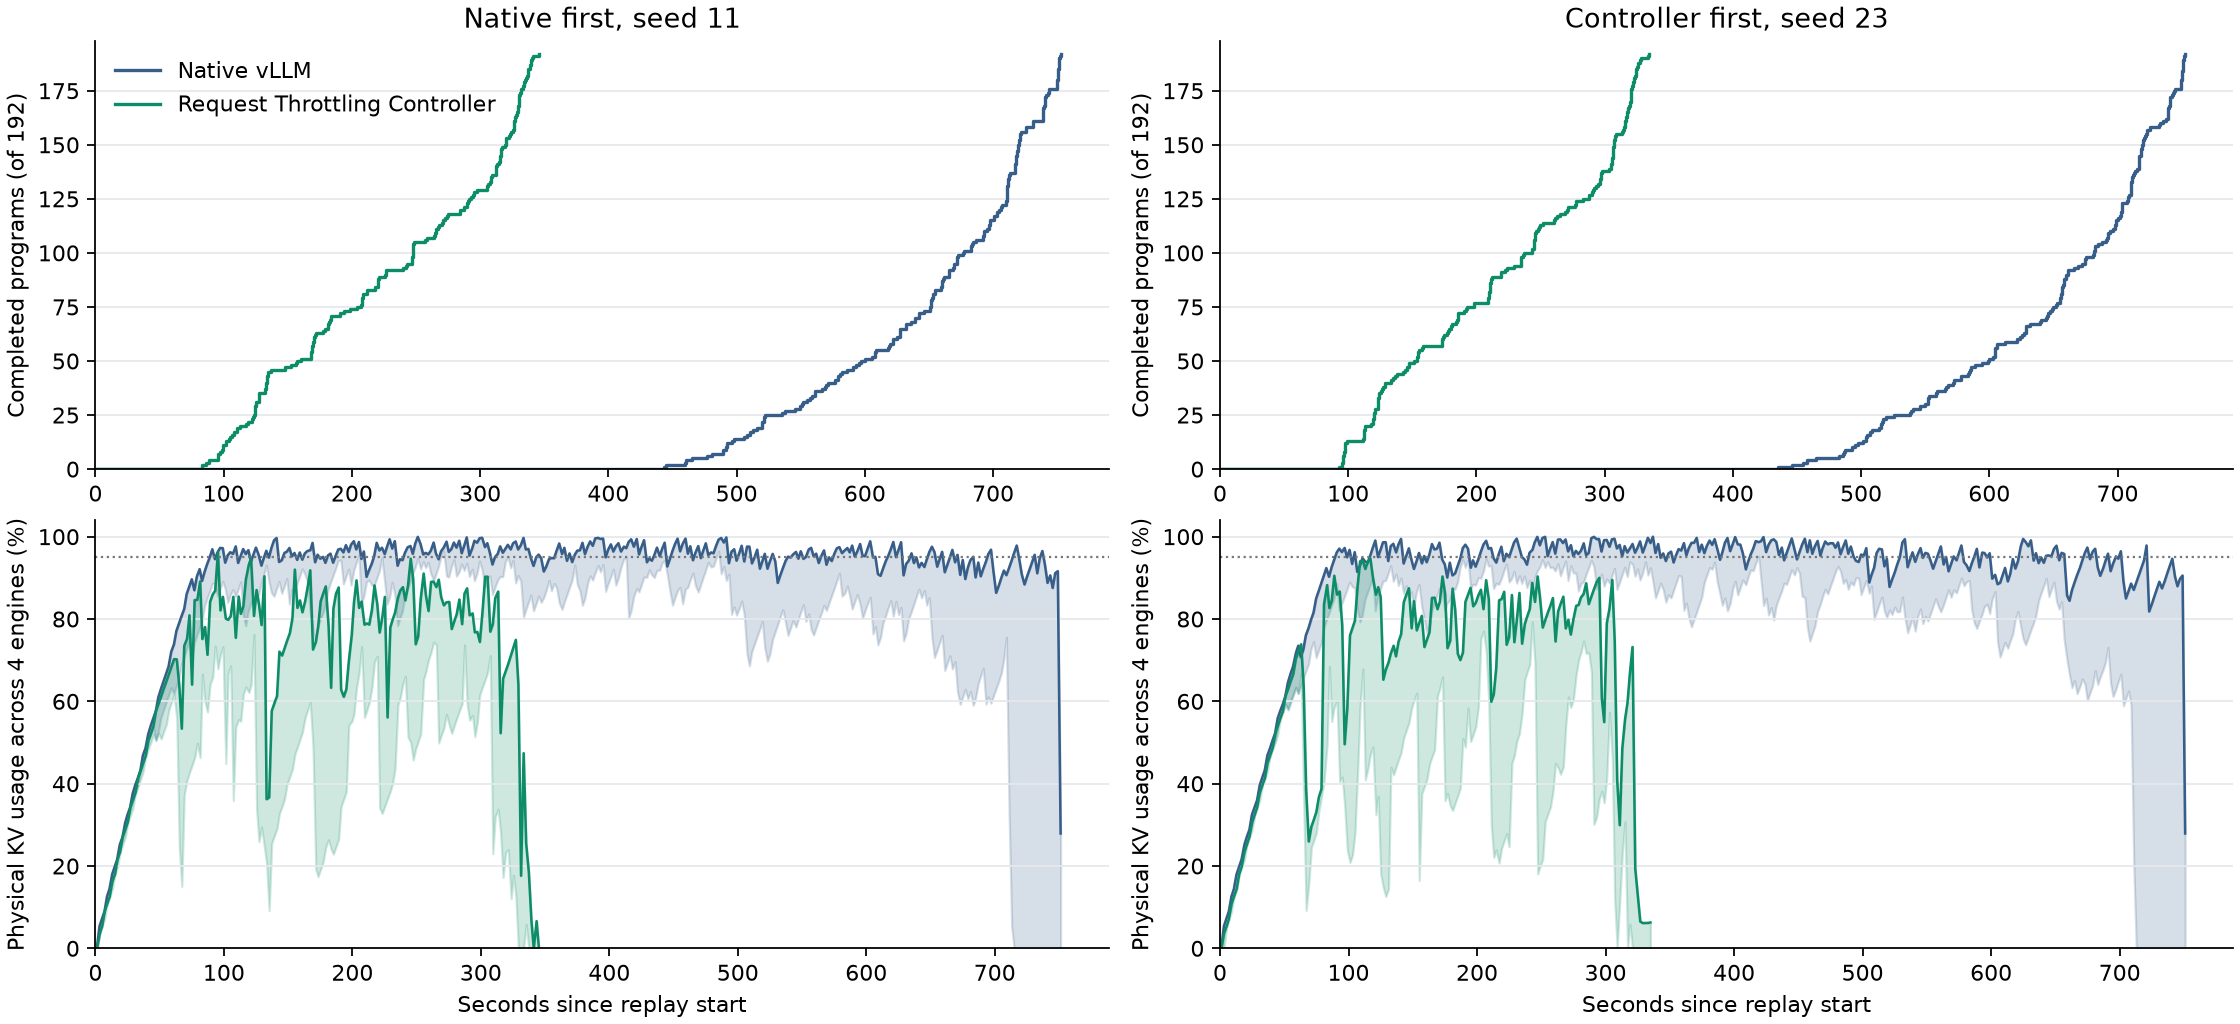 Native first, seed 11
Controller first, seed 23
Native vLLM
Request Throttling Controller
Completed programs (of 192)
175
150
125
100
75
50
25
0
0 100 200 300 400 500 600 700
Completed programs (of 192)
175
150
125
100
75
50
25
0
0 100 200 300 400 500 600 700
Physical KV usage across 4 engines (%)
100
80
60
40
20
0
0 100 200 300 400 500 600 700
Seconds since replay start
Physical KV usage across 4 engines (%)
100
80
60
40
20
0
0 100 200 300 400 500 600 700
Seconds since replay start